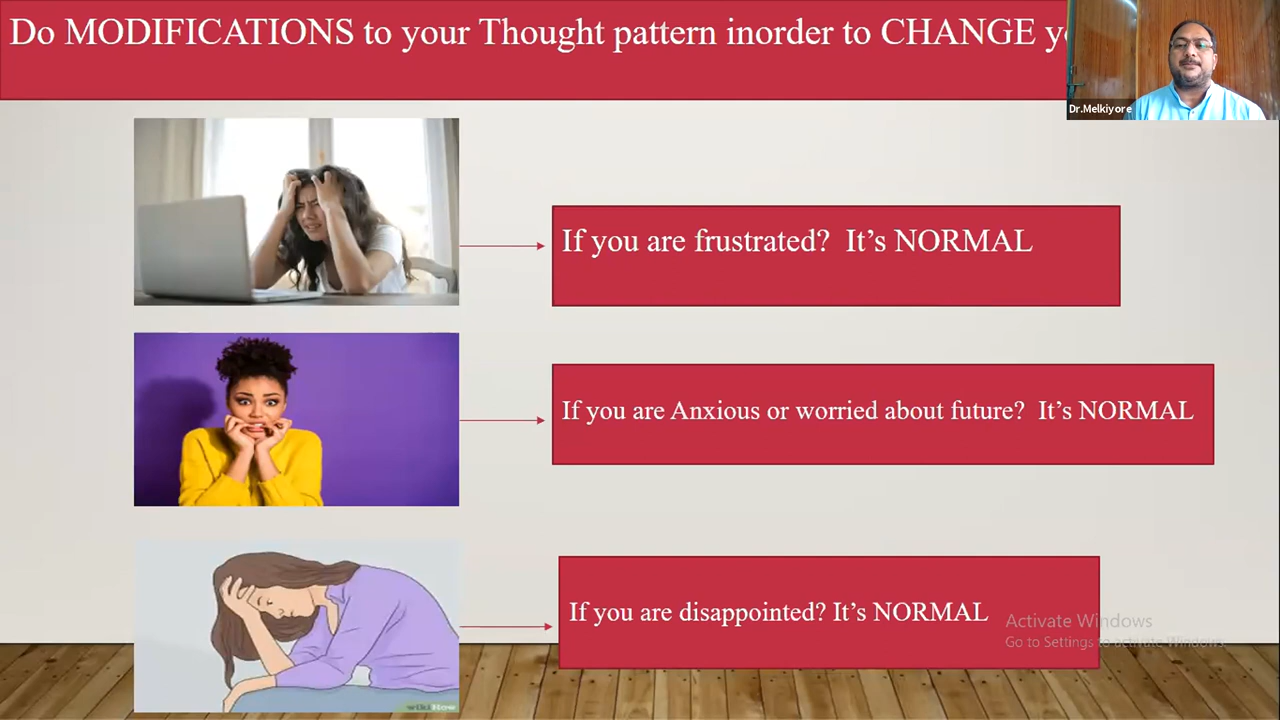 Do MODIFICATIONS to your Thought pattern inorder to CHANGE
Dr.Melkiyore
If you are frustrated? It’s NORMAL
If you are Anxious or worried about future? It’s NORMAL
If you are disappointed? It’s NORMAL
Activate Windows
Go to Settings to activate Windows.
wikiHow